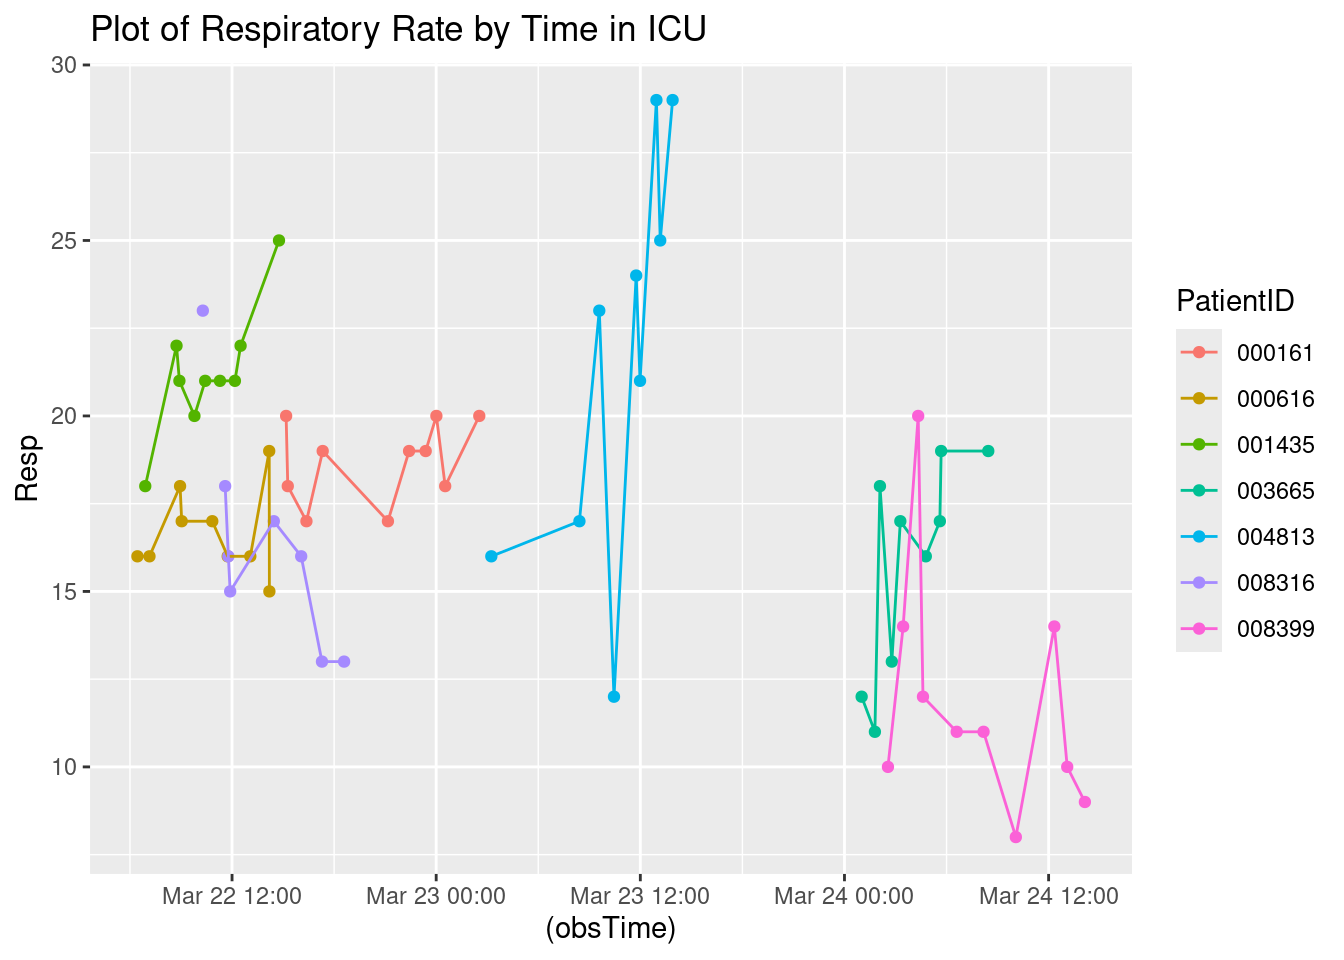 Plot of Respiratory Rate by Time in ICU
30
25
20
15
10
Resp
Mar 22 12:00 Mar 23 00:00 Mar 23 12:00 Mar 24 00:00 Mar 24 12:00
(obsTime)
PatientID
000161
000616
001435
003665
004813
008316
008399